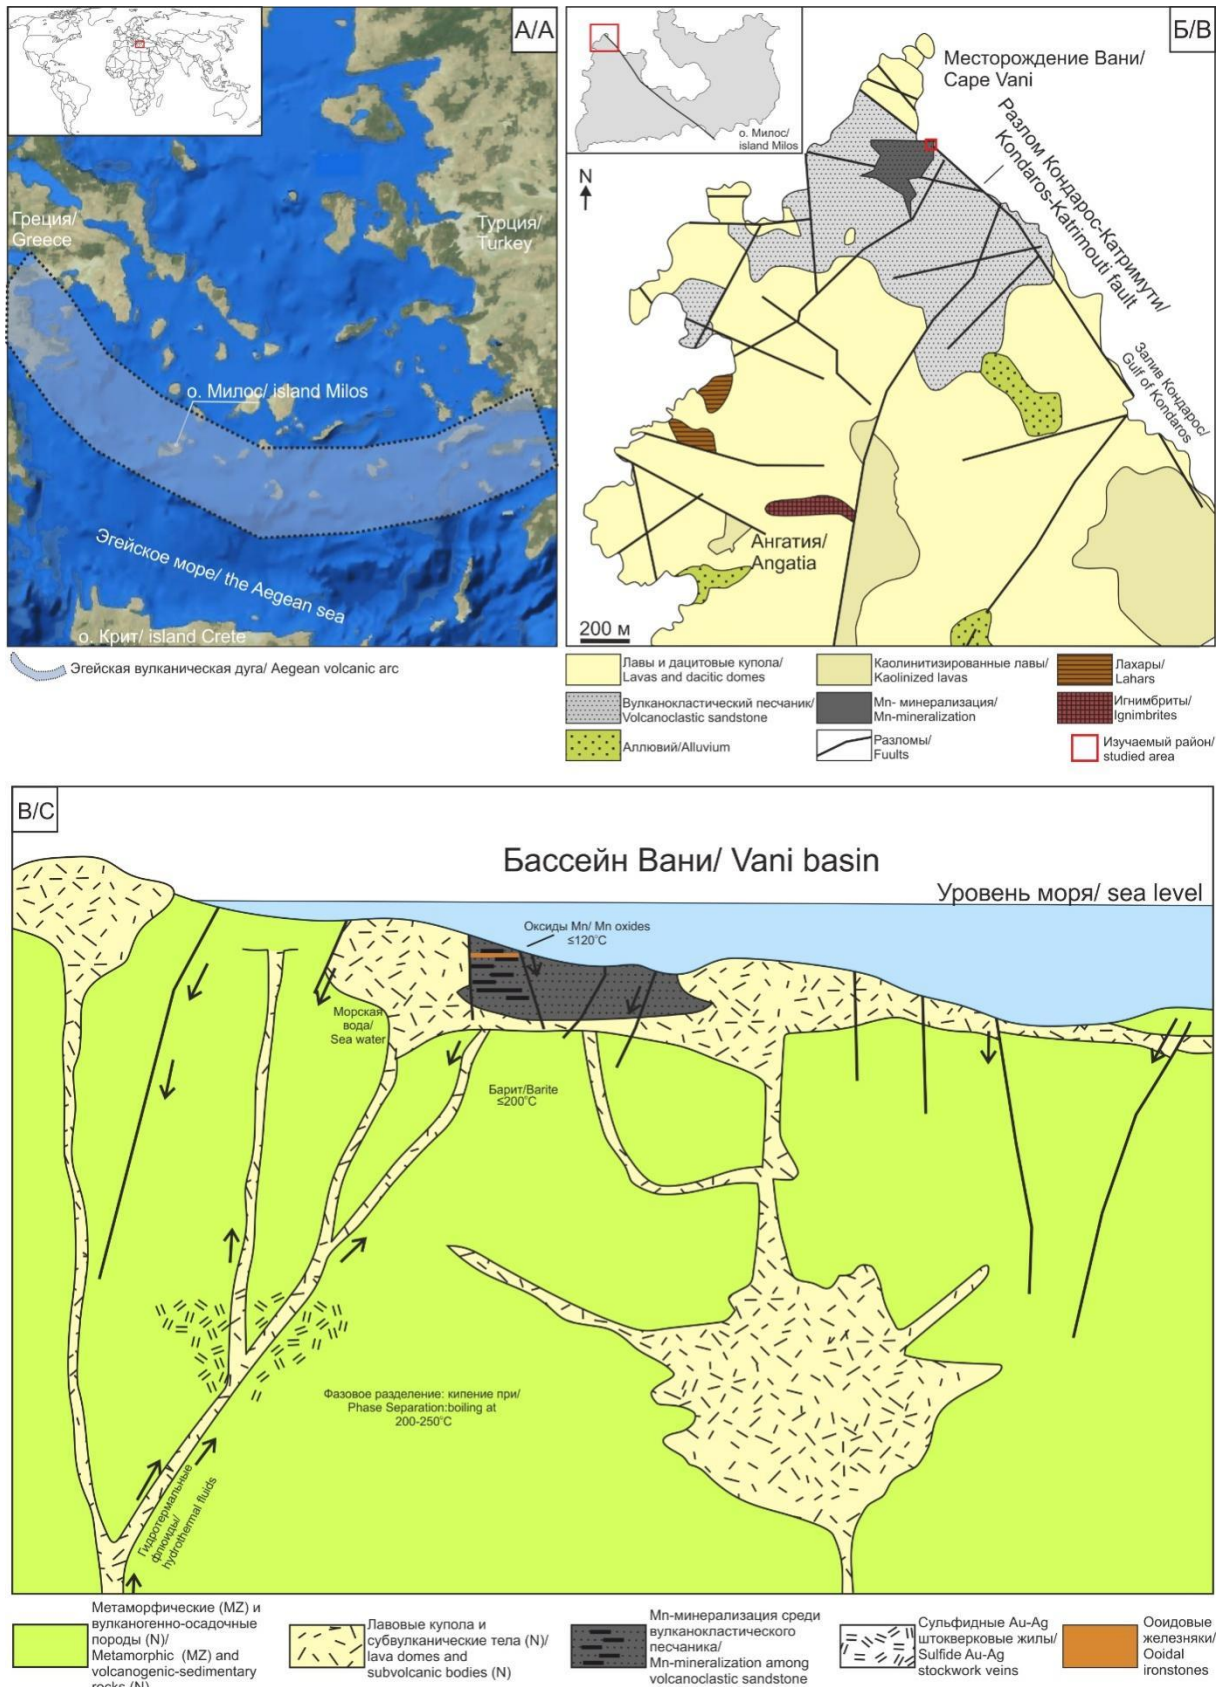 А/А
Греция/
Greece
Турция/
Turkey
о. Милос/ island Milos
Эгейское море/ the Aegean sea
о. Крит/ island Crete
Эгейская вулканическая дуга/ Aegean volcanic arc
Б/В
о. Милос/
island Milos
Месторождение Вани/
Cape Vani
Разлом Кондарос-Катримути/
Kondaros-Katrimouti fault
N
Залив Кондарос/
Gulf of Kondaros
Ангатия/
Angatia
200 м
Лавы и дацитовые купола/
Lavas and dacitic domes
Каолинитизированные лавы/
Kaolinized lavas
Лахары/
Lahars
Вулканокластический песчаник/
Volcanoclastic sandstone
Mn- минерализация/
Mn-mineralization
Игнимбриты/
Ignimbrites
Аллювий/Alluvium
Разломы/
Fuults
Изучаемый район/
studied area
В/С
Бассейн Вани/ Vani basin
Уровень моря/ sea level
Оксиды Mn/ Mn oxides
≤120°C
Морская
вода/
Sea water
Барит/Barite
≤200°C
Фазовое разделение: кипение при/
Phase Separation:boiling at
200-250°C
Гидротермальные
флюиды/
hydrothermal fluids
Метаморфические (MZ) и
вулканогенно-осадочные
породы (N)/
Metamorphic (MZ) and
volcanogenic-sedimentary
rocks (N)
Лавовые купола и
субвулканические тела (N)/
lava domes and
subvolcanic bodies (N)
Mn-минерализация среди
вулканокластического
песчаника/
Mn-mineralization among
volcanoclastic sandstone
Сульфидные Au-Ag
штокверковые жилы/
Sulfide Au-Ag
stockwork veins
Ооидовые
железняки/
Ooidal
ironstones